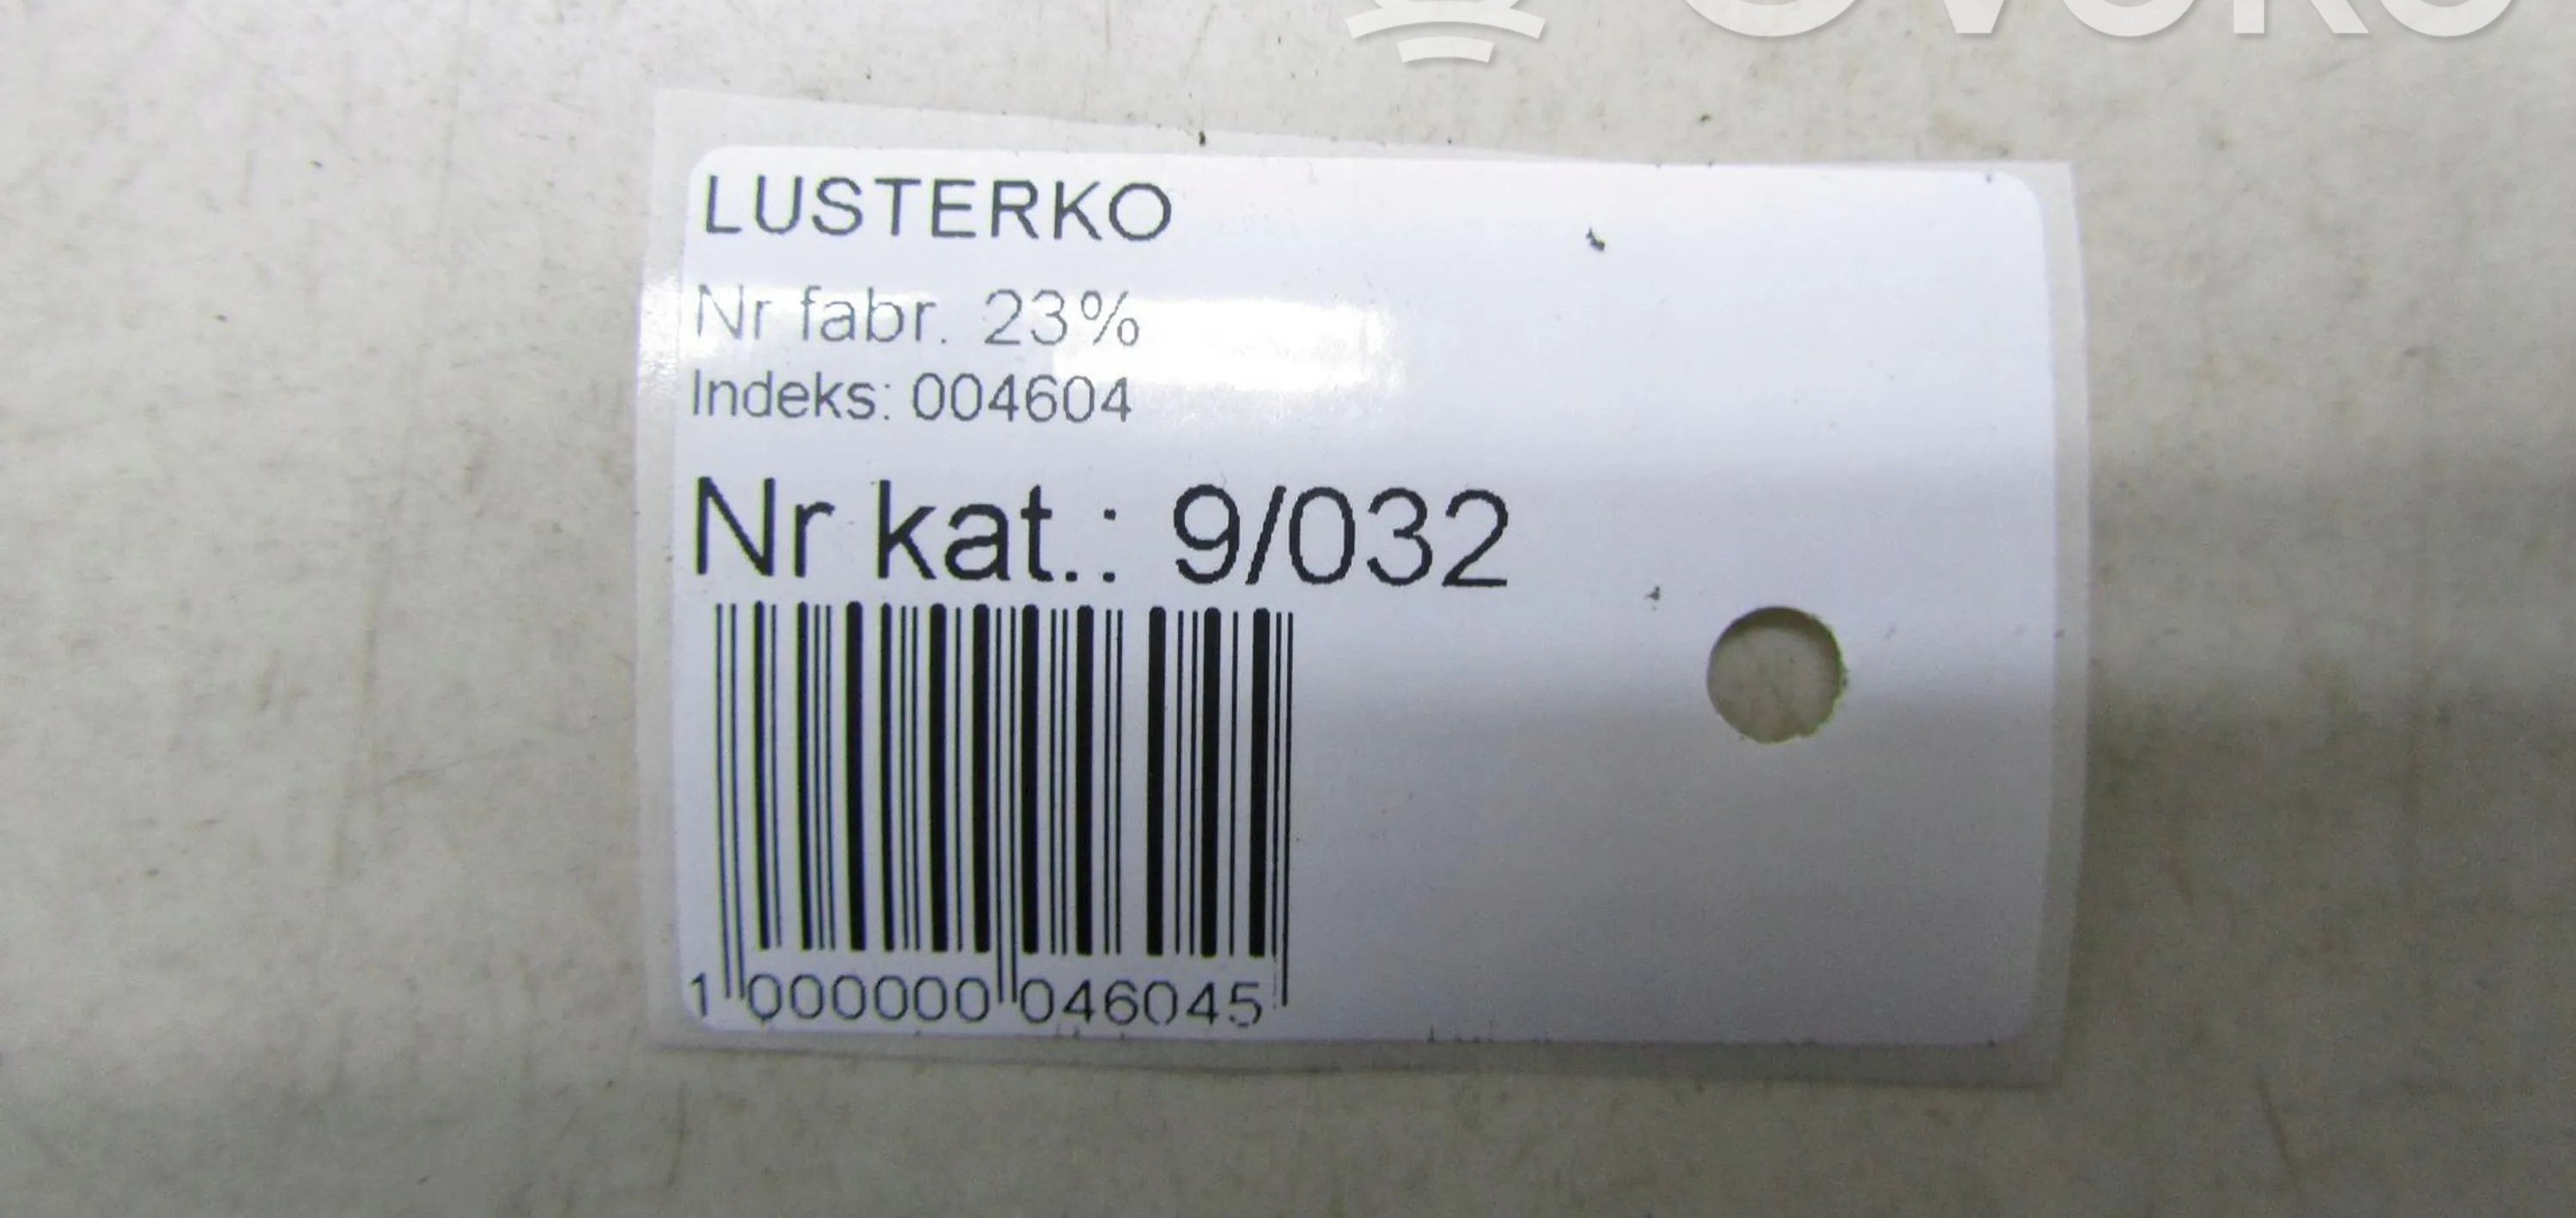 LUSTERKO
Nr fabr. 23%
Indeks: 004604
Nr kat.: 9/032
1 000000 046045